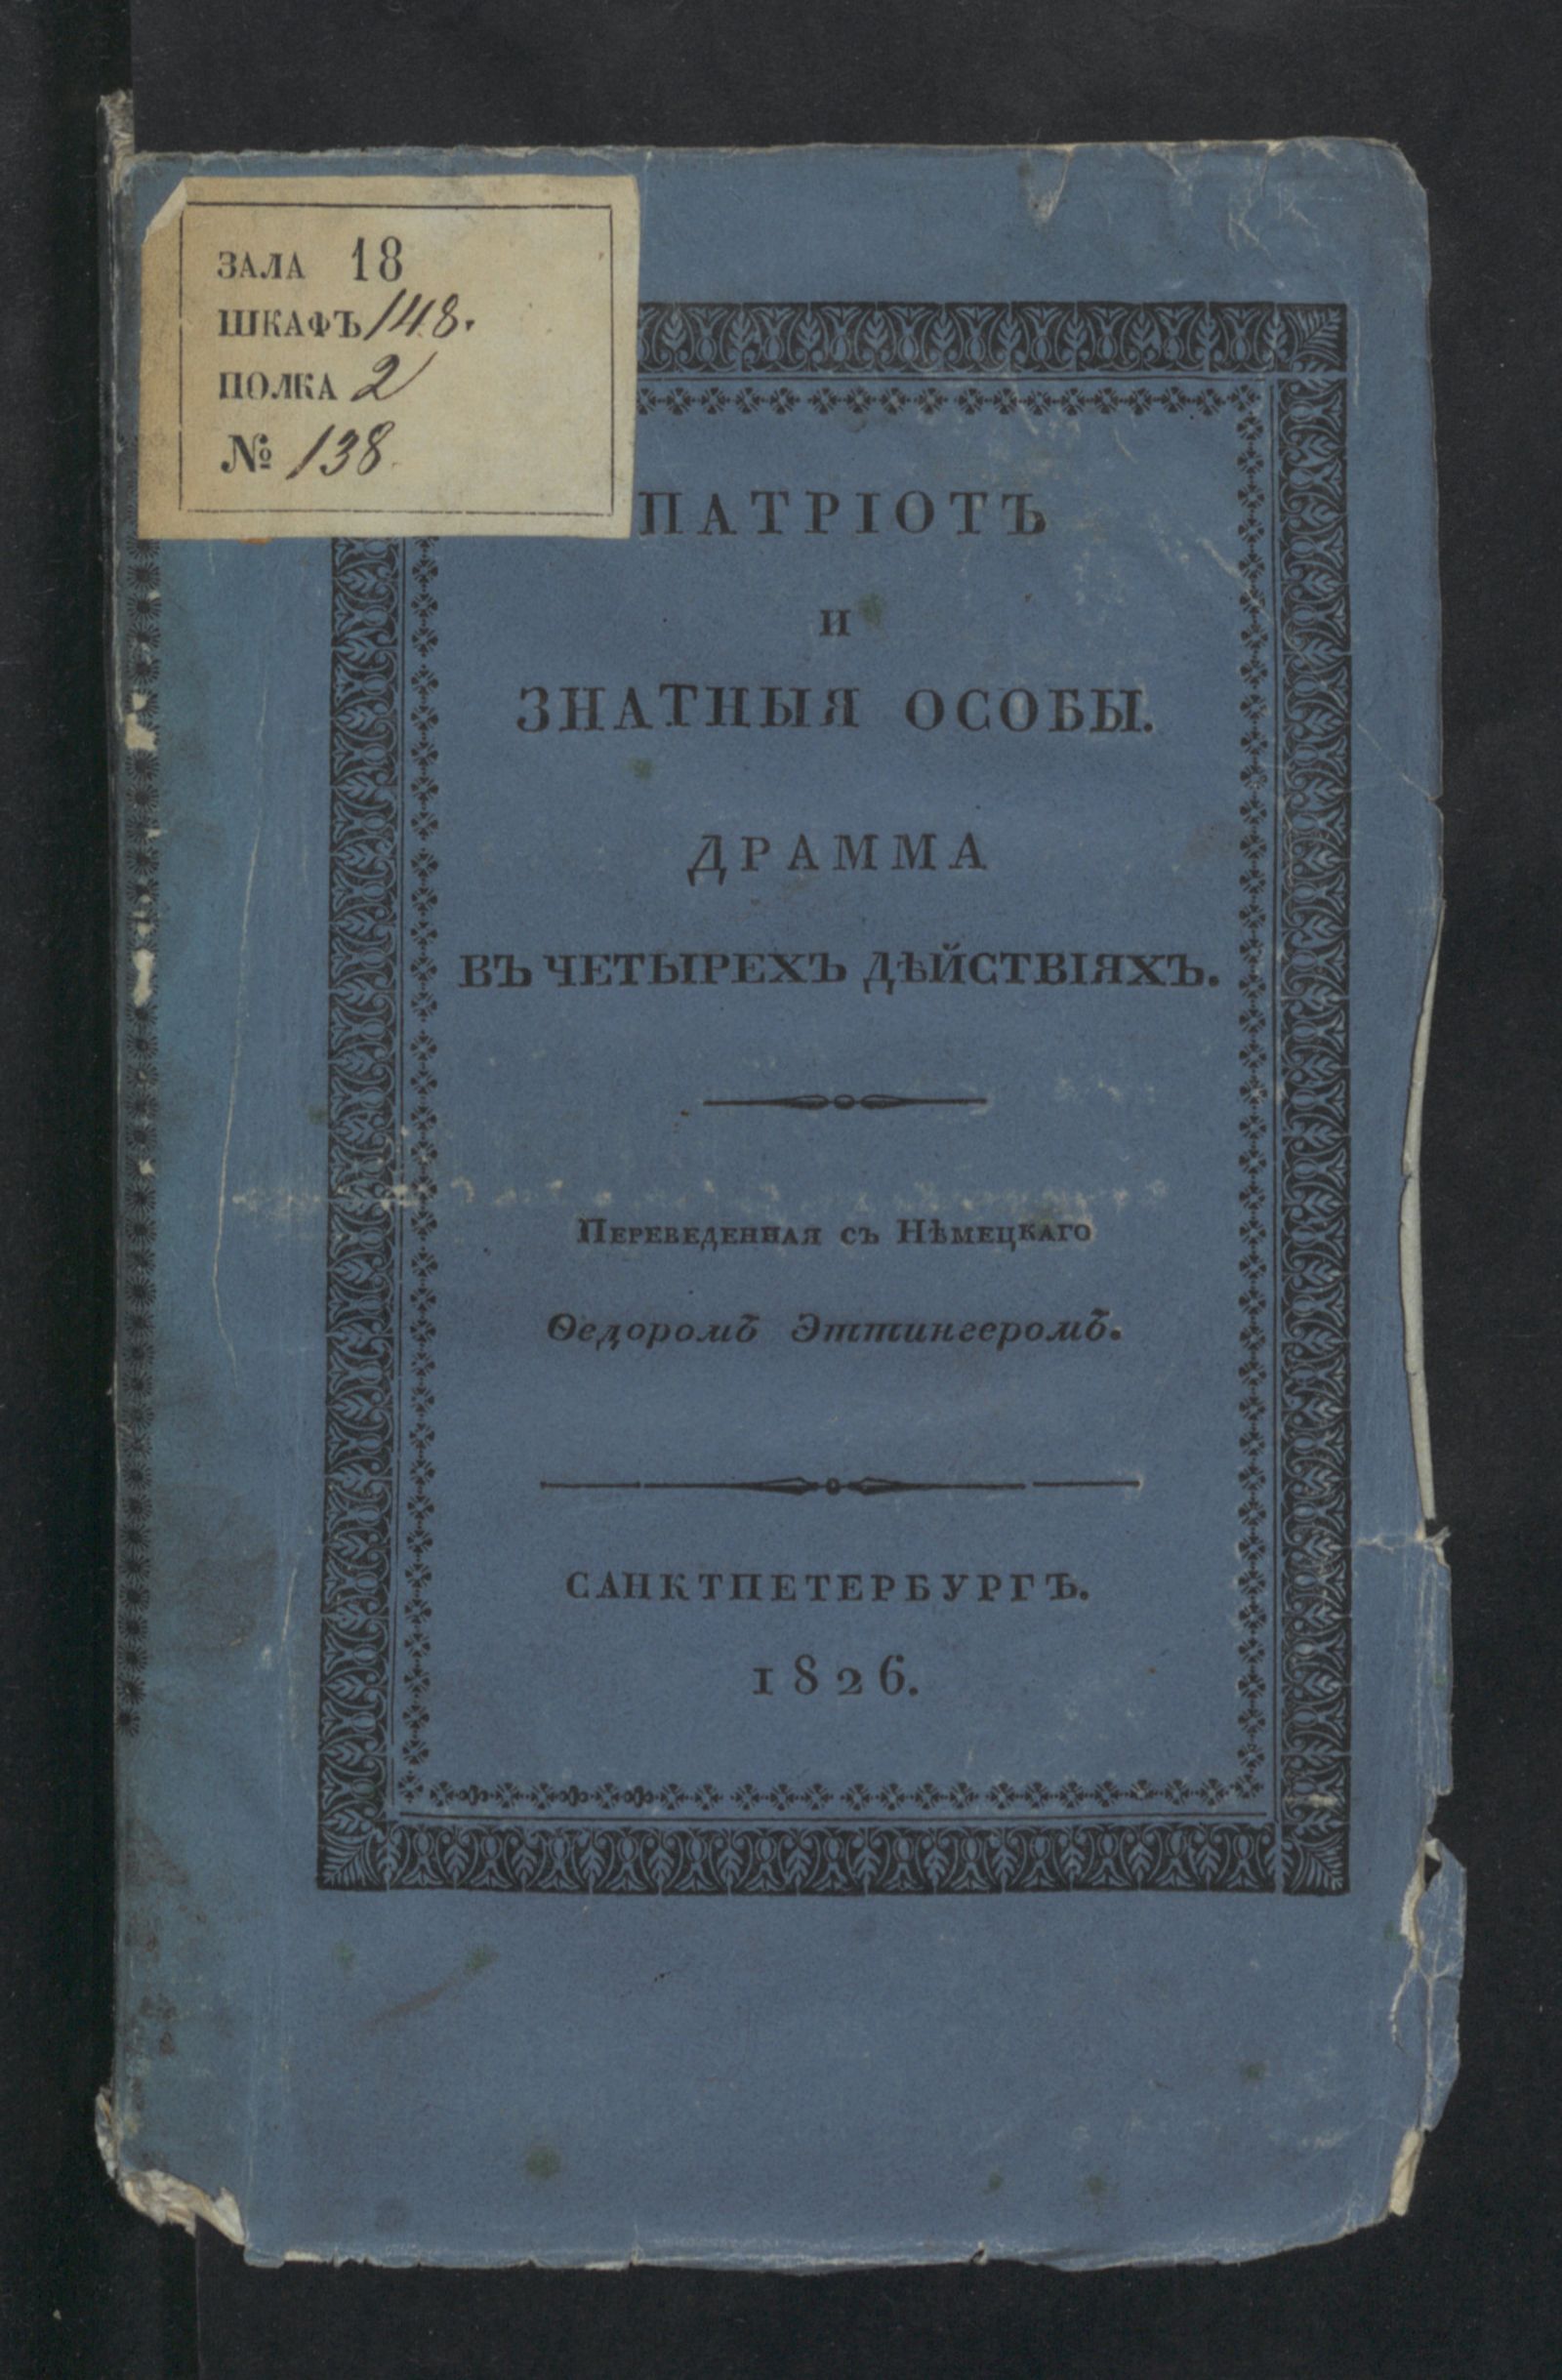 ЗАЛА 18
ШКАФЪ 148.
ПОЛКА 2
№ 138.
ПАТРІОТЪ
И
ЗНАТНЫЯ ОСОБЫ.
ДРАММА
ВЪ ЧЕТЫРЕХЪ ДѢЙСТВІЯХЪ.
Переведенная съ Нѣмецкаго
Ѳедоромъ Эттингеромъ.
САНКТПЕТЕРБУРГЪ.
1826.